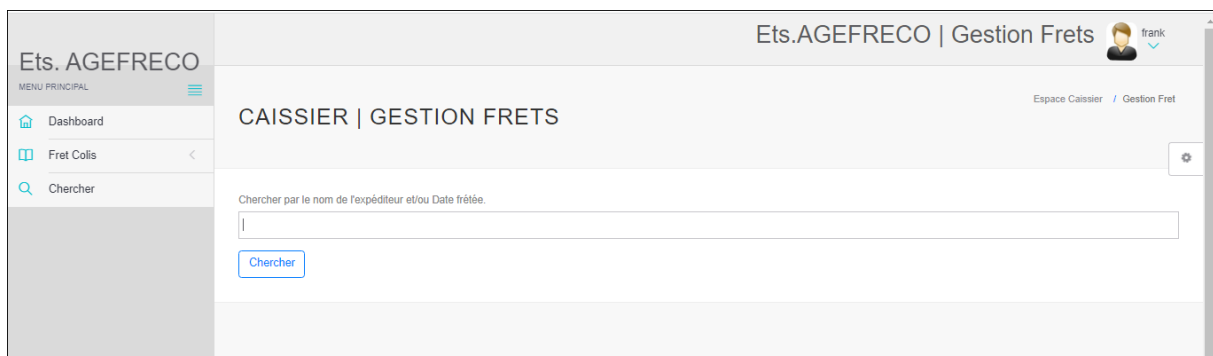 Ets. AGEFRECO
MENU PRINCIPAL
Dashboard
Fret Colis
Chercher
Ets.AGEFRECO | Gestion Frets
frank
CAISSIER | GESTION FRETS
Espace Caissier / Gestion Fret
Chercher par le nom de l'expéditeur et/ou Date frètée.
Chercher